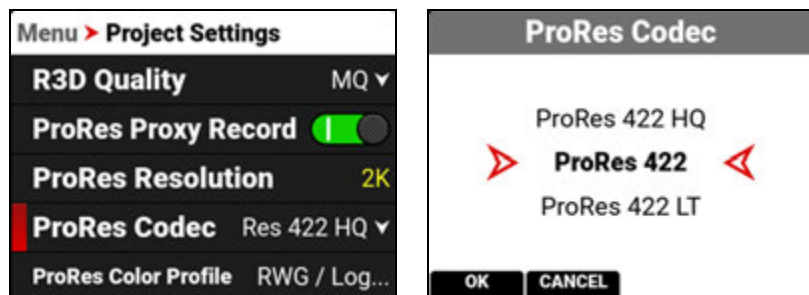 Menu > Project Settings
R3D Quality MQ
ProRes Proxy Record
ProRes Resolution 2K
ProRes Codec Res 422 HQ
ProRes Color Profile RWG / Log...
ProRes Codec
ProRes 422 HQ
ProRes 422
ProRes 422 LT
OK CANCEL